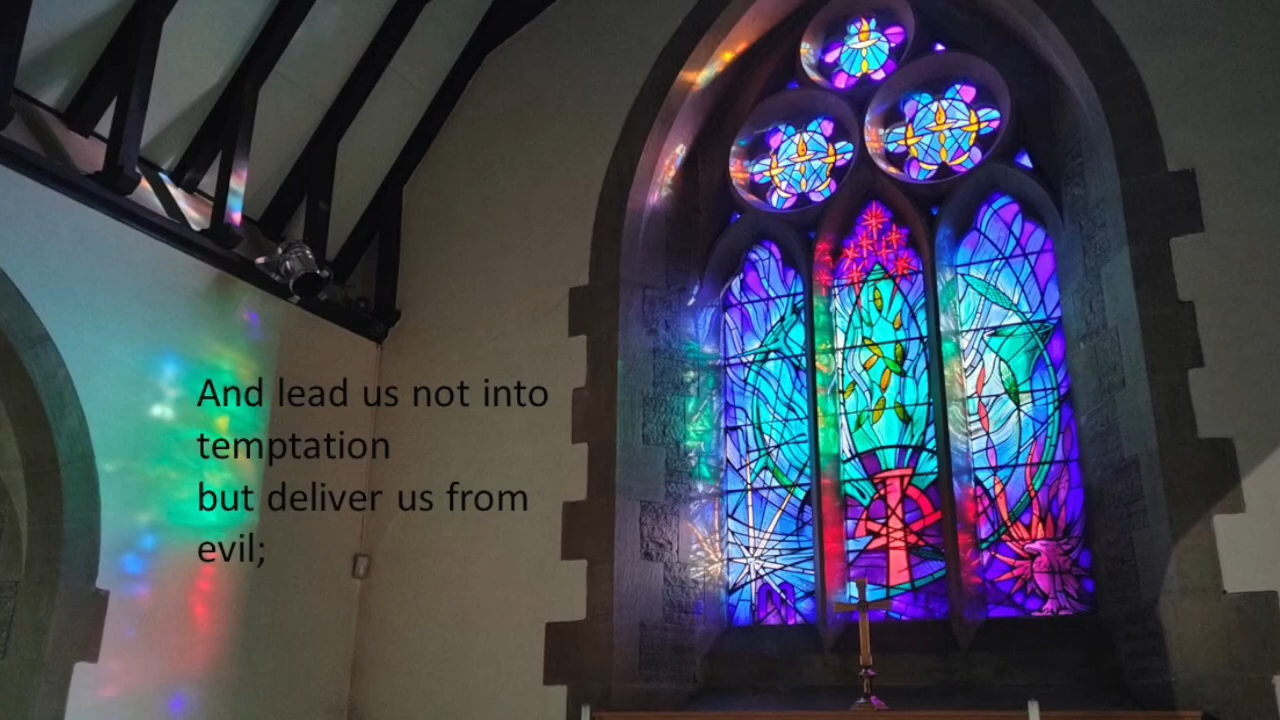 And lead us not into
temptation
but deliver us from
evil;